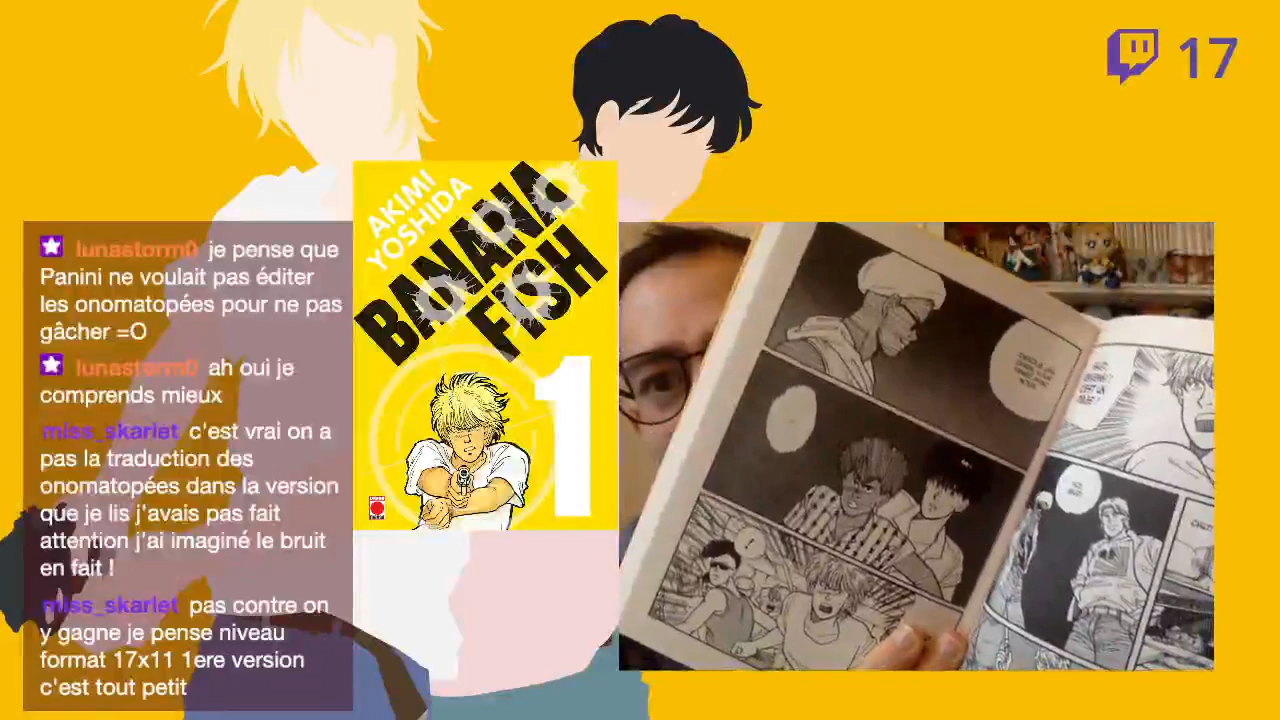 17
AKIMI
YOSHIDA
BANANA
FISH
1
lunastorm0 je pense que
Panini ne voulait pas éditer
les onomatopées pour ne pas
gâcher =O
lunastorm0 ah oui je
comprends mieux
miss_skarlet c'est vrai on a
pas la traduction des
onomatopées dans la version
que je lis j'avais pas fait
attention j'ai imaginé le bruit
en fait !
miss_skarlet pas contre on
y gagne je pense niveau
format 17x11 1ere version
c'est tout petit